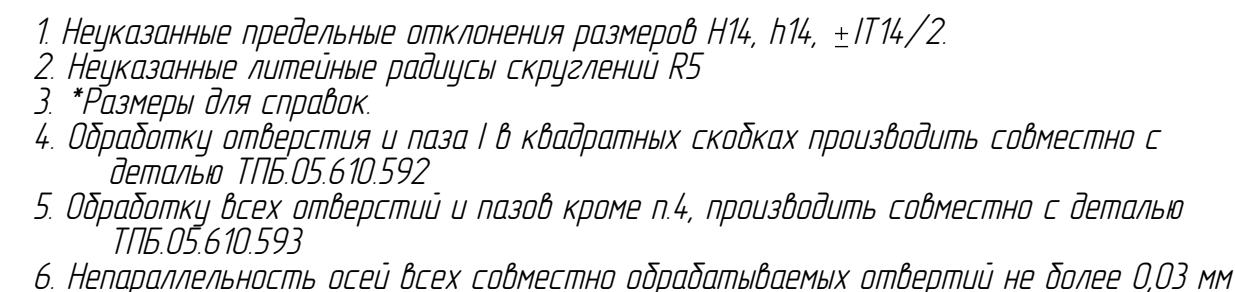 1. Неуказанные предельные отклонения размеров H14, h14, ±IT14/2.
2. Неуказанные литейные радиусы скруглений R5
3. *Размеры для справок.
4. Обработку отверстия и паза I в квадратных скобках производить совместно с
деталью ТПБ.05.610.592
5. Обработку всех отверстий и пазов кроме п.4, производить совместно с деталью
ТПБ.05.610.593
6. Непараллельность осей всех совместно обрабатываемых отвертий не более 0,03 мм